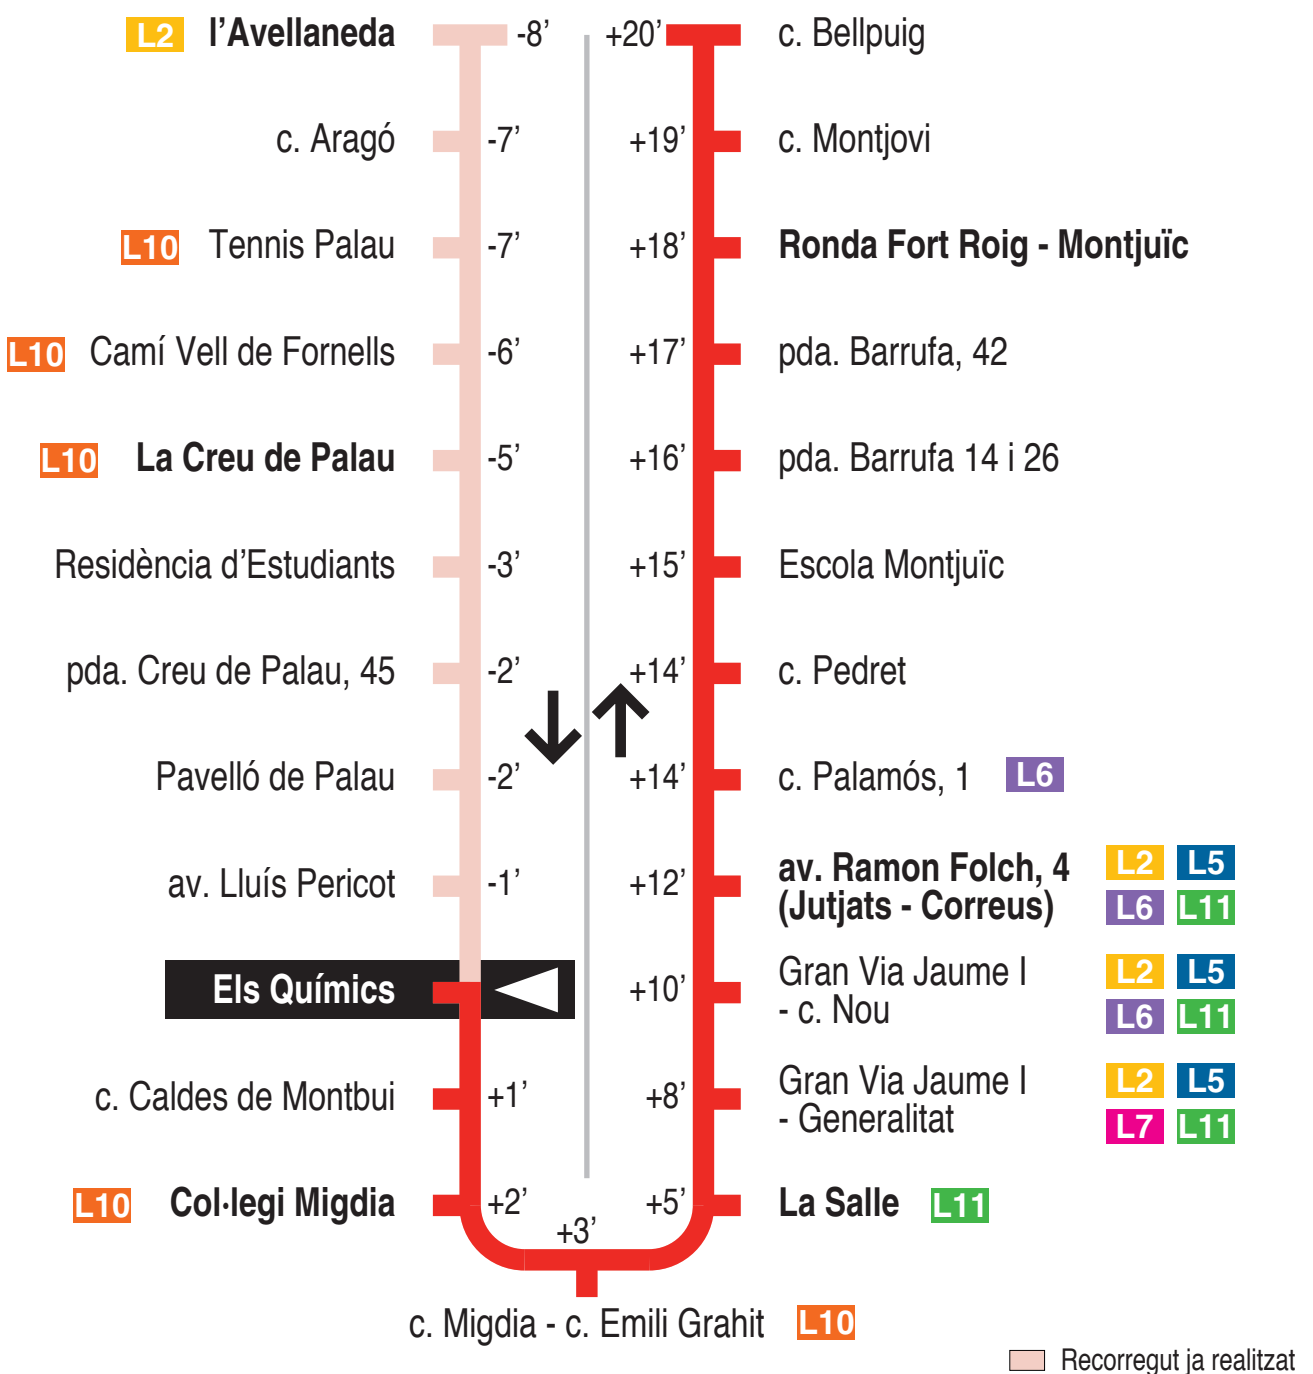 L2 l’Avellaneda -8’ +20’ c. Bellpuig
c. Aragó -7’ +19’ c. Montjovi
L10 Tennis Palau -7’ +18’ Ronda Fort Roig - Montjuïc
L10 Camí Vell de Fornells -6’ +17’ pda. Barrufa, 42
L10 La Creu de Palau -5’ +16’ pda. Barrufa 14 i 26
Residència d’Estudiants -3’ +15’ Escola Montjuïc
pda. Creu de Palau, 45 -2’ +14’ c. Pedret
Pavelló de Palau -2’ +14’ c. Palamós, 1 L6
av. Lluís Pericot -1’ +12’ av. Ramon Folch, 4 L2 L5
(Jutjats - Correus) L6 L11
Els Químics +10’ Gran Via Jaume I L2 L5
- c. Nou L6 L11
c. Caldes de Montbui +1’ +8’ Gran Via Jaume I L2 L5
- Generalitat L7 L11
L10 Col·legi Migdia +2’ +5’ La Salle L11
+3’
c. Migdia - c. Emili Grahit L10
Recorregut ja realitzat